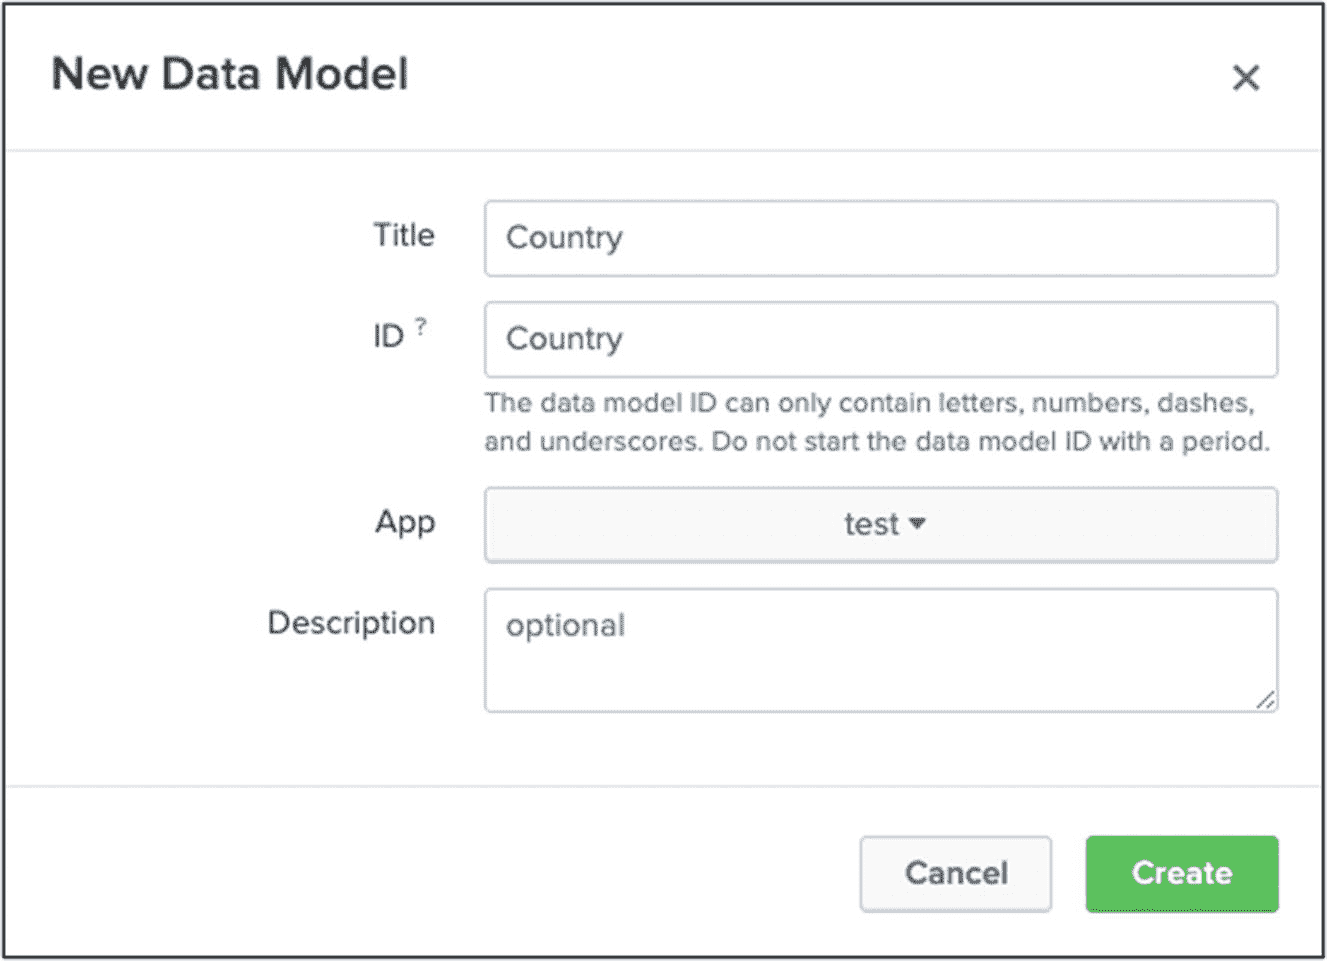 New Data Model
Title
Country
ID ?
Country
The data model ID can only contain letters, numbers, dashes,
and underscores. Do not start the data model ID with a period.
App
test
Description
optional
Cancel
Create